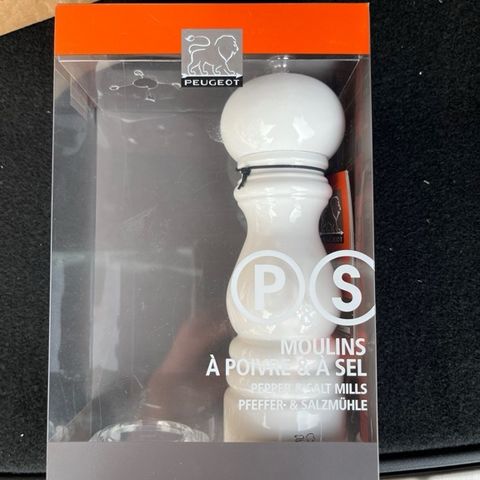 PEUGEOT
P S
MOULINS
À POIVRE & À SEL
PEPPER & SALT MILLS
PFEFFER- & SALZMÜHLE